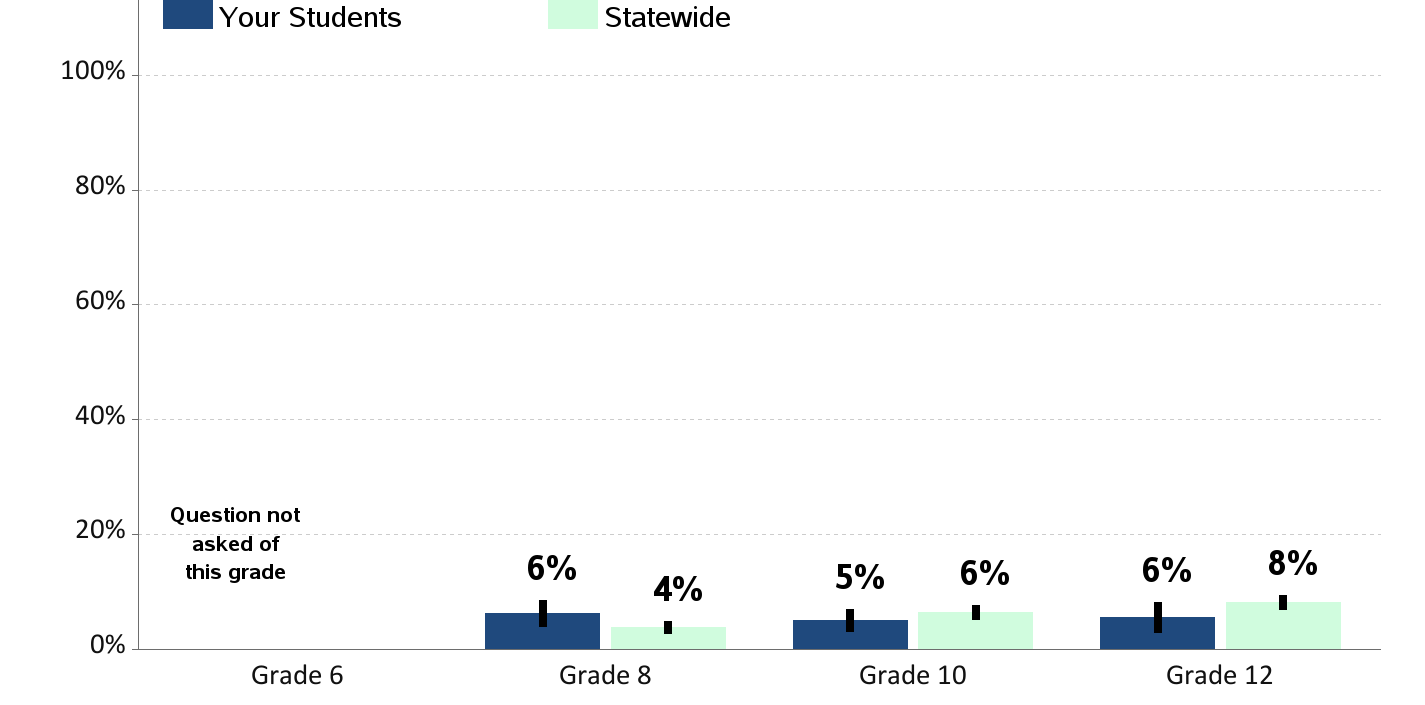 Your Students
Statewide
100%
80%
60%
40%
20%
0%
Question not
asked of
this grade
6%
4%
5%
6%
6%
8%
Grade 6
Grade 8
Grade 10
Grade 12